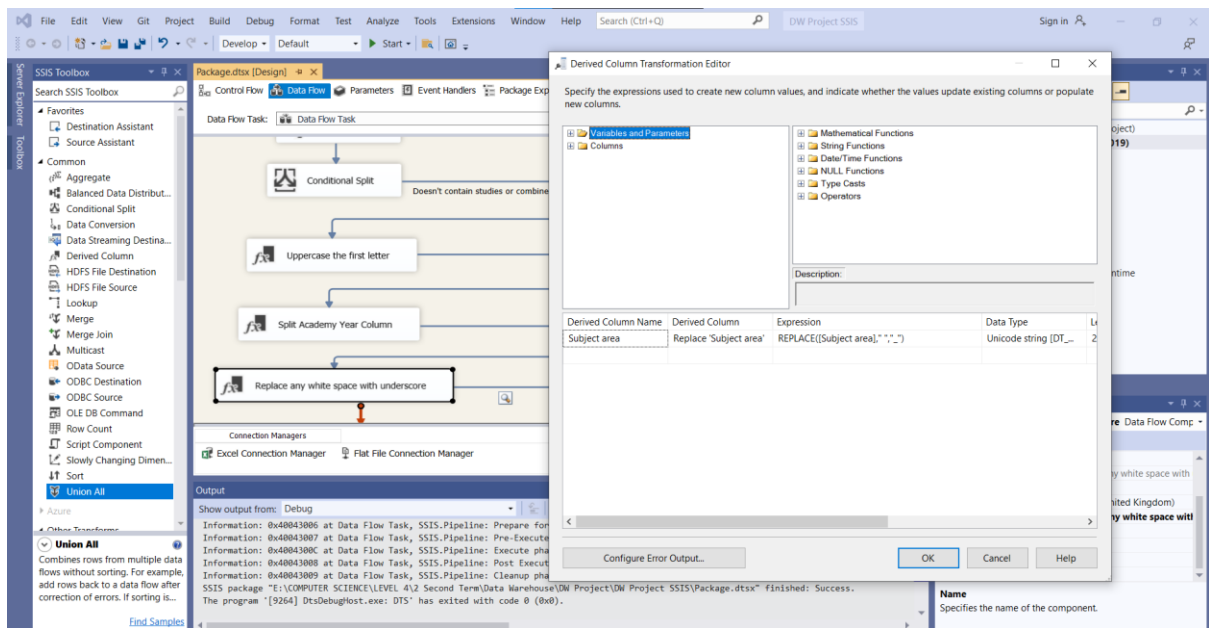 File Edit View Git Project Build Debug Format Test Analyze Tools Extensions Window Help Search (Ctrl+Q) DW Project SSIS Sign in
Develop Default Start
Server Explorer
Toolbox
SSIS Toolbox
Search SSIS Toolbox
Favorites
Destination Assistant
Source Assistant
Common
Aggregate
Balanced Data Distribut...
Conditional Split
Data Conversion
Data Streaming Destina...
Derived Column
HDFS File Destination
HDFS File Source
Lookup
Merge
Merge Join
Multicast
OData Source
ODBC Destination
ODBC Source
OLE DB Command
Row Count
Script Component
Slowly Changing Dimen...
Sort
Union All
Azure
Other Transforms
Union All
Combines rows from multiple data
flows without sorting. For example,
add rows back to a data flow after
correction of errors. If sorting is...
Find Samples
Package.dtsx [Design]
Control Flow Data Flow Parameters Event Handlers Package Exp
Data Flow Task: Data Flow Task
Conditional Split
Doesn't contain studies or combine
Uppercase the first letter
Split Academy Year Column
Replace any white space with underscore
Connection Managers
Excel Connection Manager Flat File Connection Manager
Output
Show output from: Debug
Information: 0x40043006 at Data Flow Task, SSIS.Pipeline: Prepare for
Information: 0x40043007 at Data Flow Task, SSIS.Pipeline: Pre-Execute
Information: 0x4004300C at Data Flow Task, SSIS.Pipeline: Execute pha
Information: 0x40043008 at Data Flow Task, SSIS.Pipeline: Post Execut
Information: 0x40043009 at Data Flow Task, SSIS.Pipeline: Cleanup pha
SSIS package "E:\COMPUTER SCIENCE\LEVEL 4\2 Second Term\Data Warehouse\DW Project\DW Project SSIS\Package.dtsx" finished: Success.
The program '[9264] DtsDebugHost.exe: DTS' has exited with code 0 (0x0).
Derived Column Transformation Editor
Specify the expressions used to create new column values, and indicate whether the values update existing columns or populate
new columns.
Variables and Parameters
Columns
Mathematical Functions
String Functions
Date/Time Functions
NULL Functions
Type Casts
Operators
Description:
Derived Column Name Derived Column Expression Data Type
Subject area Replace 'Subject area' REPLACE([Subject area]," ","_") Unicode string [DT_... 2
Configure Error Output... OK Cancel Help
oject)
019)
ntime
re Data Flow Comp
ny white space with
nited Kingdom)
ny white space with
Name
Specifies the name of the component.